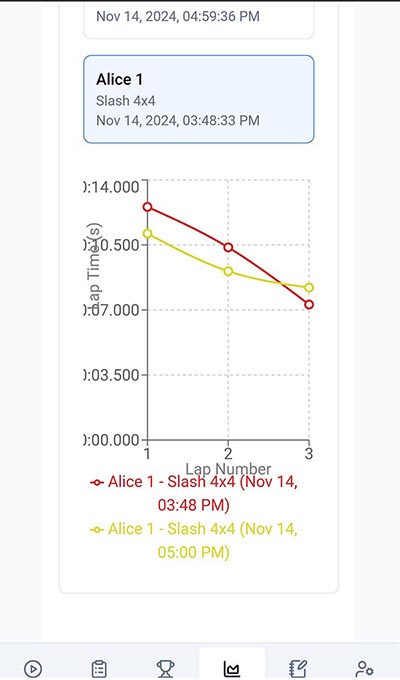 Nov 14, 2024, 04:59:36 PM
Alice 1
Slash 4x4
Nov 14, 2024, 03:48:33 PM
0:14.000
0:10.500
0:07.000
0:03.500
0:00.000
Lap Time (s)
1 2 3
Lap Number
Alice 1 - Slash 4x4 (Nov 14,
03:48 PM)
Alice 1 - Slash 4x4 (Nov 14,
05:00 PM)